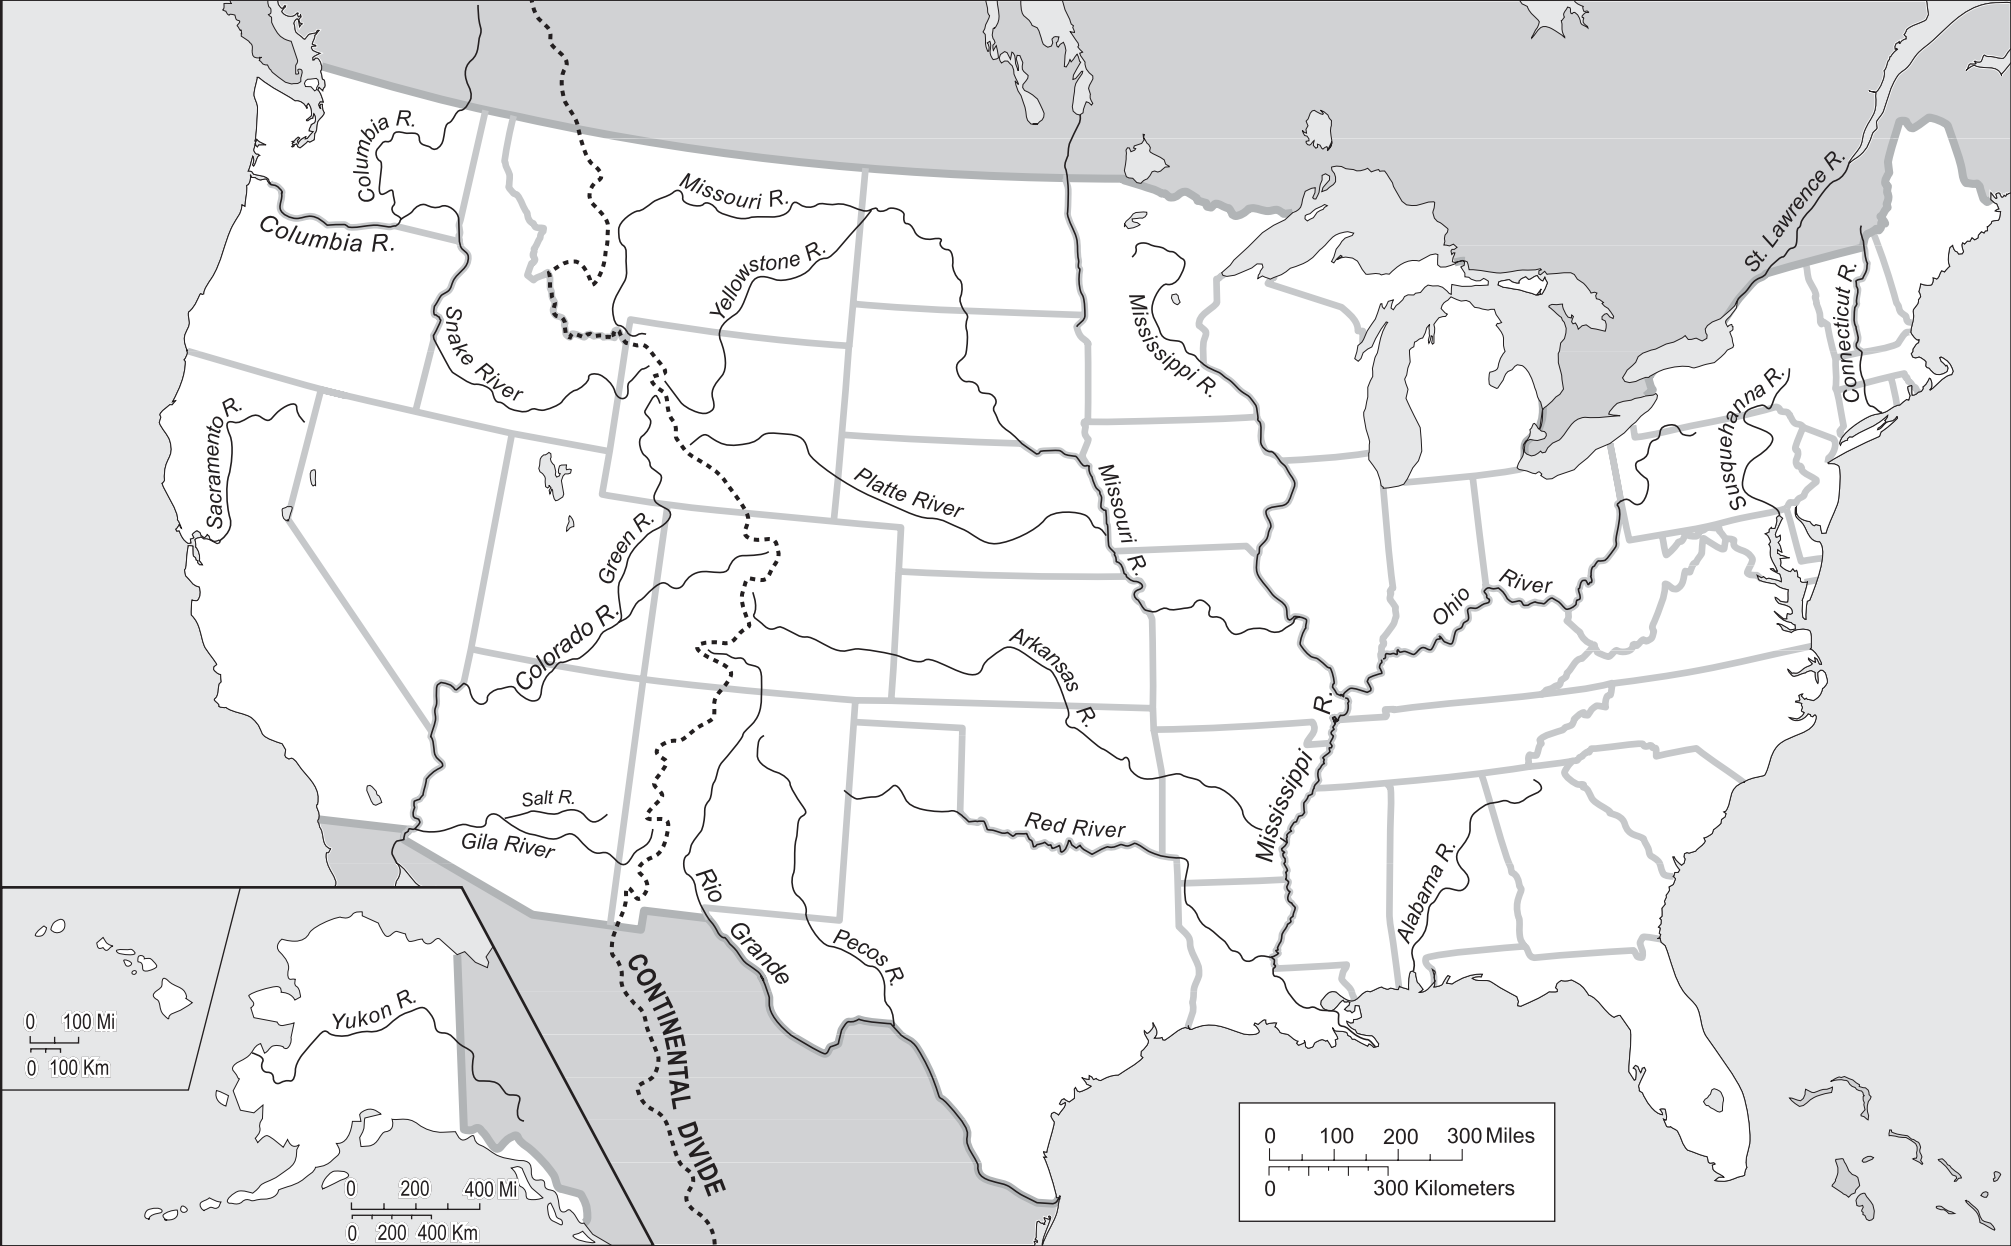 Columbia R.
Columbia R.
Missouri R.
Yellowstone R.
Snake River
Mississippi R.
St. Lawrence R.
Connecticut R.
Susquehanna R.
Sacramento R.
Platte River
Missouri R.
Green R.
Colorado R.
Ohio River
Arkansas R.
Mississippi R.
Salt R.
Gila River
Red River
Alabama R.
Rio Grande
Pecos R.
CONTINENTAL DIVIDE
Yukon R.
0 100 Mi
0 100 Km
0 200 400 Mi
0 200 400 Km
0 100 200 300 Miles
0 300 Kilometers